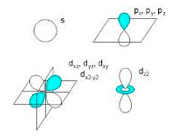 s
px, py, pz
dxz, dyz, dxy
dx2-y2
dz2